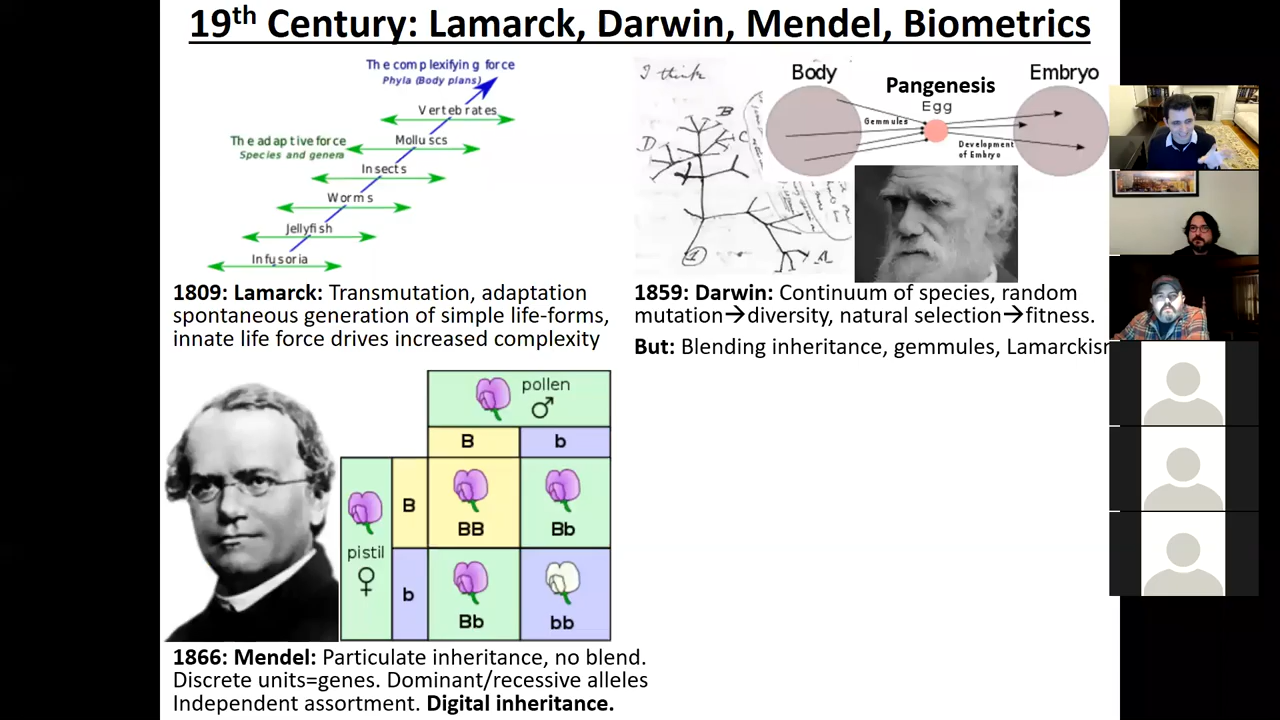 19th Century: Lamarck, Darwin, Mendel, Biometrics
The complexifying force
Phyla (Body plans)
Vertebrates
The adaptive force
Species and genera
Molluscs
Insects
Worms
Jellyfish
Infusoria
1809: Lamarck: Transmutation, adaptation
spontaneous generation of simple life-forms,
innate life force drives increased complexity
I think
B
D
C
A
1
Body
Pangenesis
Embryo
Egg
Gemmules
Development
of Embryo
1859: Darwin: Continuum of species, random
mutation→diversity, natural selection→fitness.
But: Blending inheritance, gemmules, Lamarckis
pollen
♂
B
b
pistil
♀
B
BB
Bb
b
Bb
bb
1866: Mendel: Particulate inheritance, no blend.
Discrete units=genes. Dominant/recessive alleles
Independent assortment. Digital inheritance.